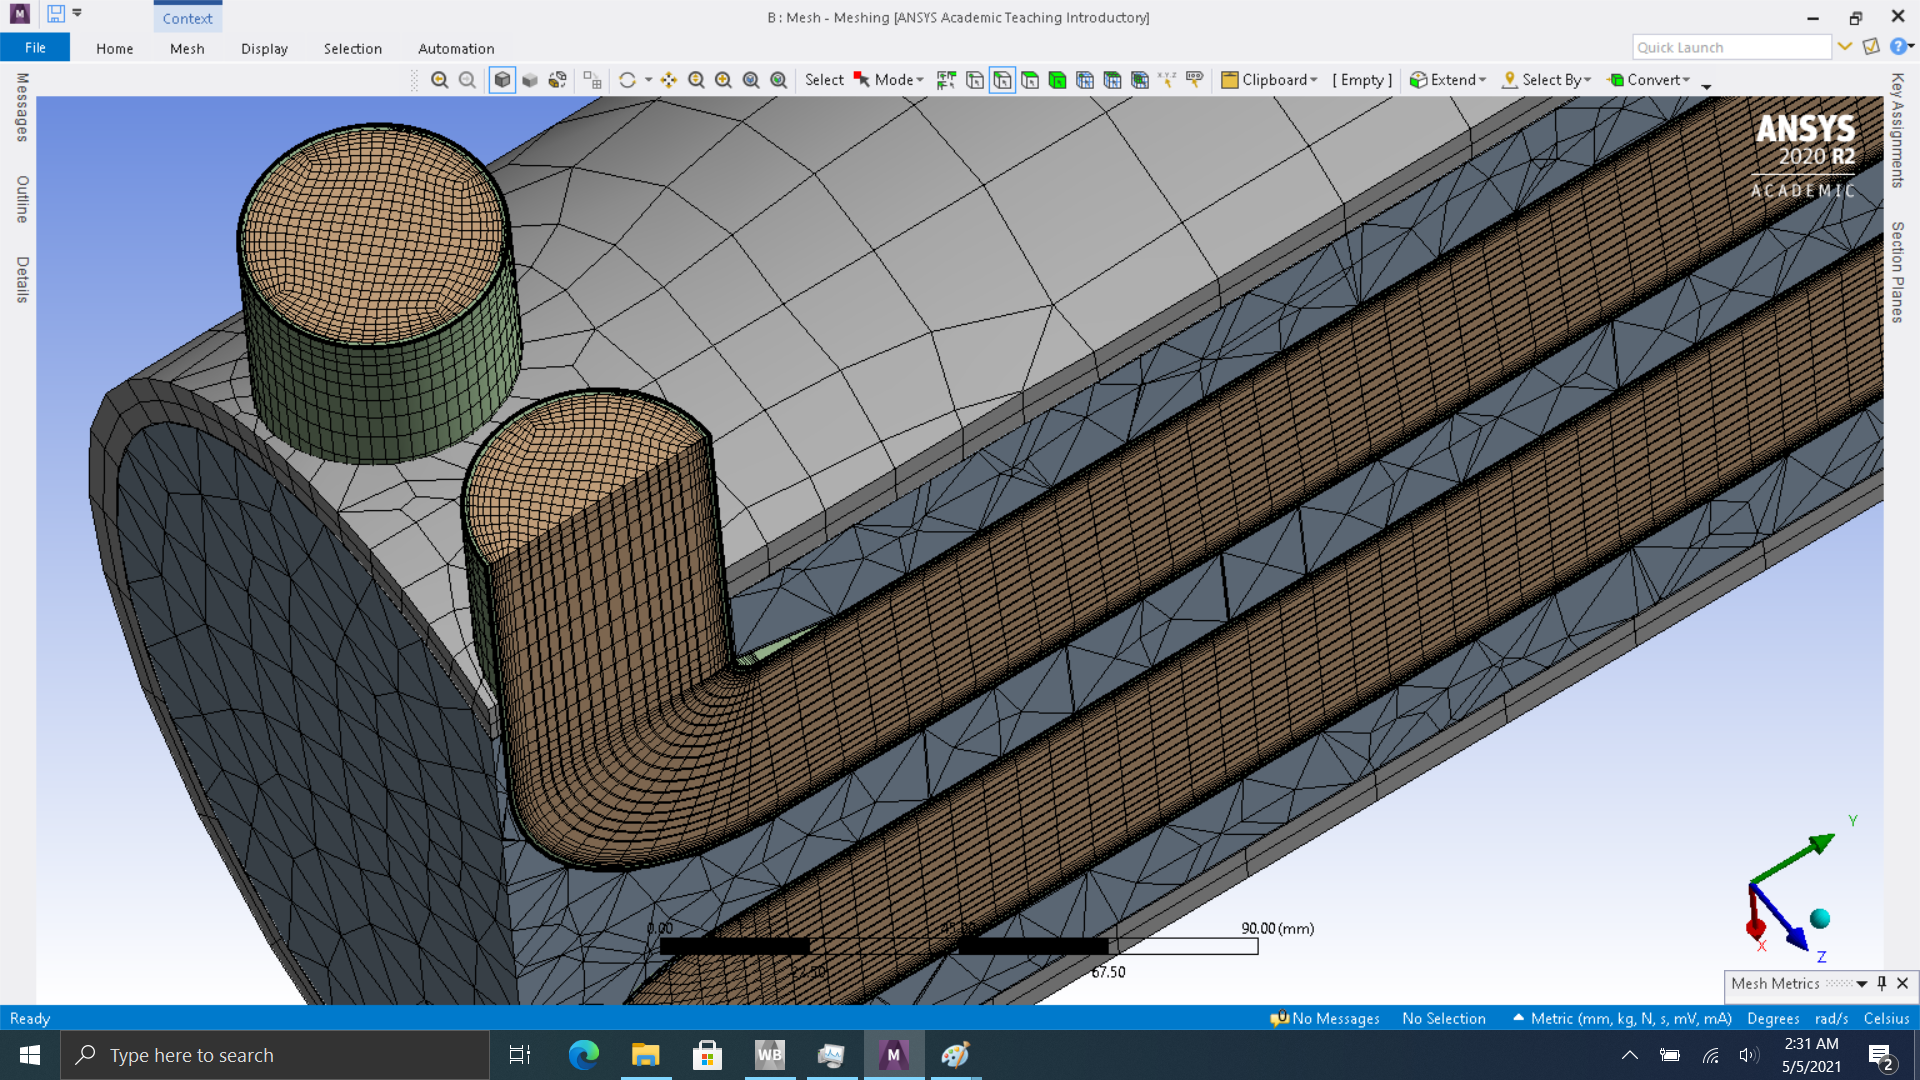 M
Context
B : Mesh - Meshing [ANSYS Academic Teaching Introductory]
File
Home
Mesh
Display
Selection
Automation
Quick Launch
Select
Mode
Clipboard
[ Empty ]
Extend
Select By
Convert
Messages
Outline
Details
Key Assignments
Section Planes
ANSYS
2020 R2
ACADEMIC
0.00
90.00 (mm)
22.50
67.50
Y
X
Z
Mesh Metrics
Ready
0 No Messages
No Selection
Metric (mm, kg, N, s, mV, mA)
Degrees
rad/s
Celsius
Type here to search
WB
M
2:31 AM
5/5/2021
2